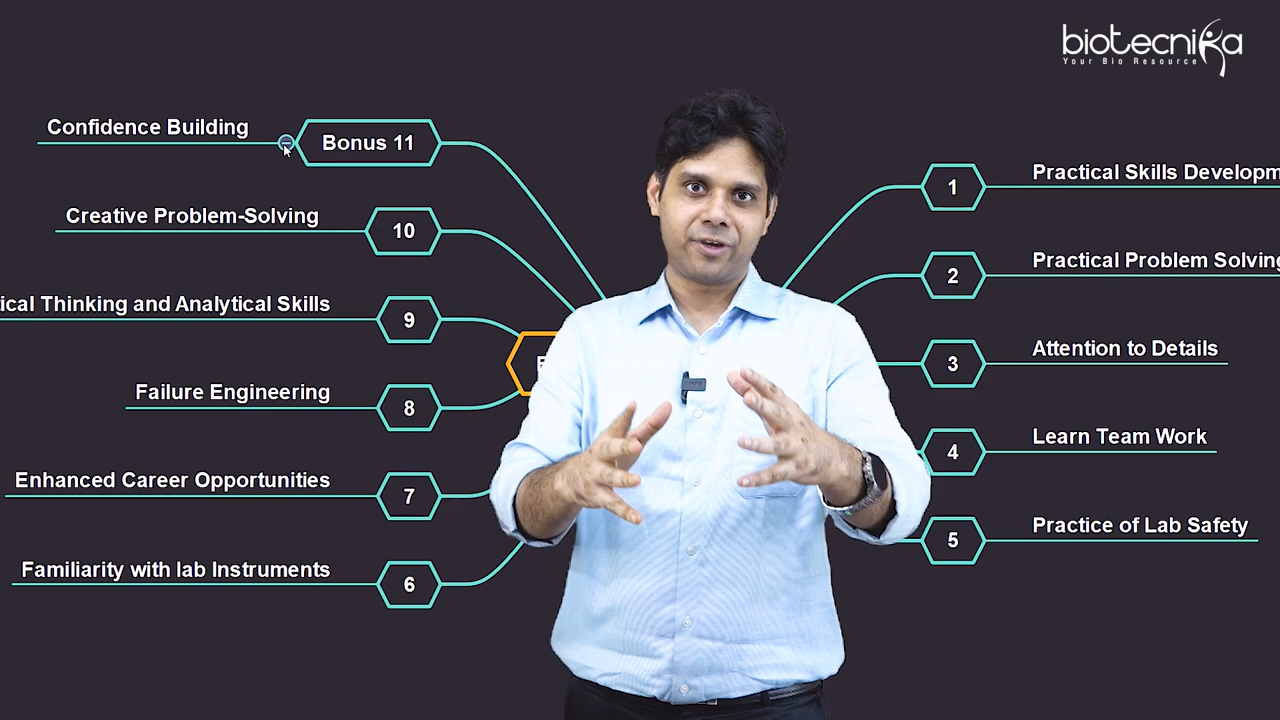 biotecnika
Your Bio Resource
Confidence Building
Bonus 11
Creative Problem-Solving
10
Thinking and Analytical Skills
9
Failure Engineering
8
Enhanced Career Opportunities
7
Familiarity with lab Instruments
6
1
Practical Skills
2
Practical Problem Solving
3
Attention to Details
4
Learn Team Work
5
Practice of Lab Safety